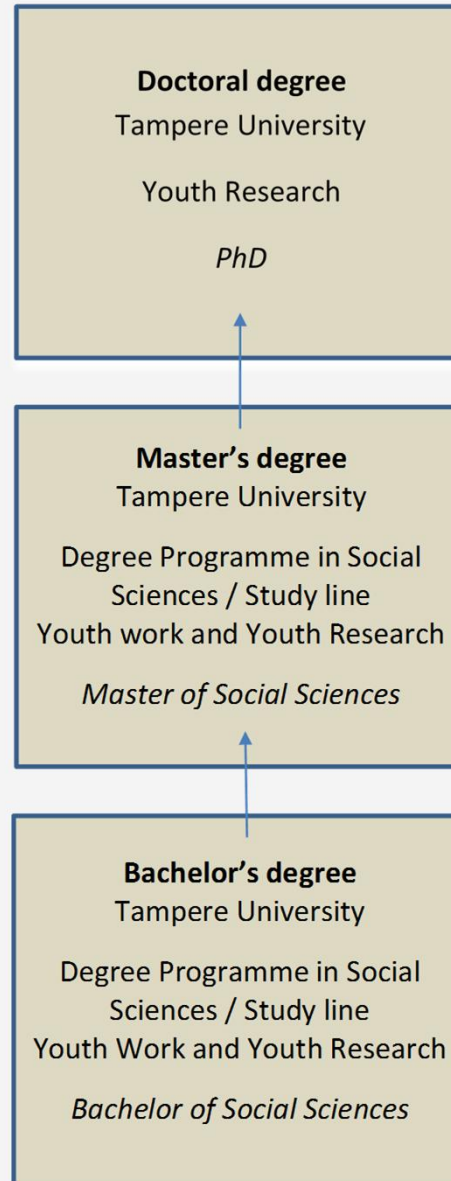 Doctoral degree
Tampere University
Youth Research
PhD
Master’s degree
Tampere University
Degree Programme in Social
Sciences / Study line
Youth work and Youth Research
Master of Social Sciences
Bachelor’s degree
Tampere University
Degree Programme in Social
Sciences / Study line
Youth Work and Youth Research
Bachelor of Social Sciences